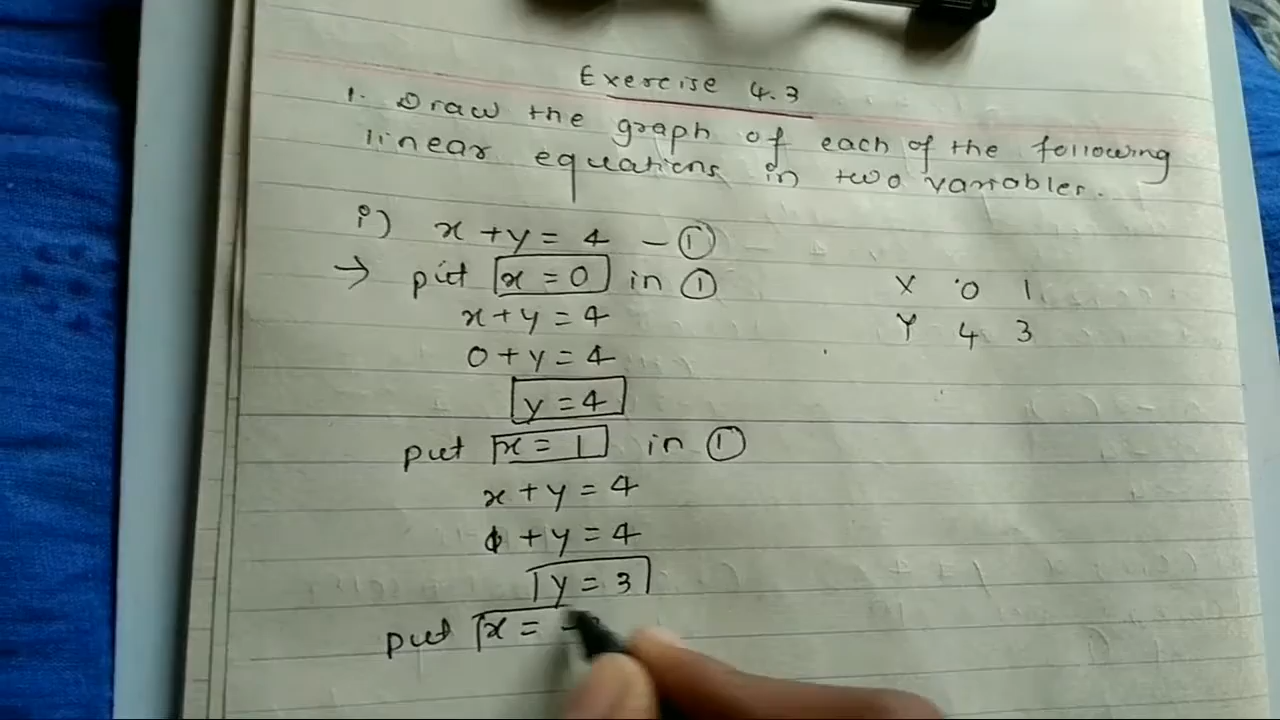 Exercise 4.3
1. Draw the graph of each of the following
linear equations in two variables.
i) x + y = 4 - ①
→ put x = 0 in ①
x + y = 4
0 + y = 4
y = 4
put x = 1 in ①
x + y = 4
1 + y = 4
y = 3
put x =
X 0 1
Y 4 3